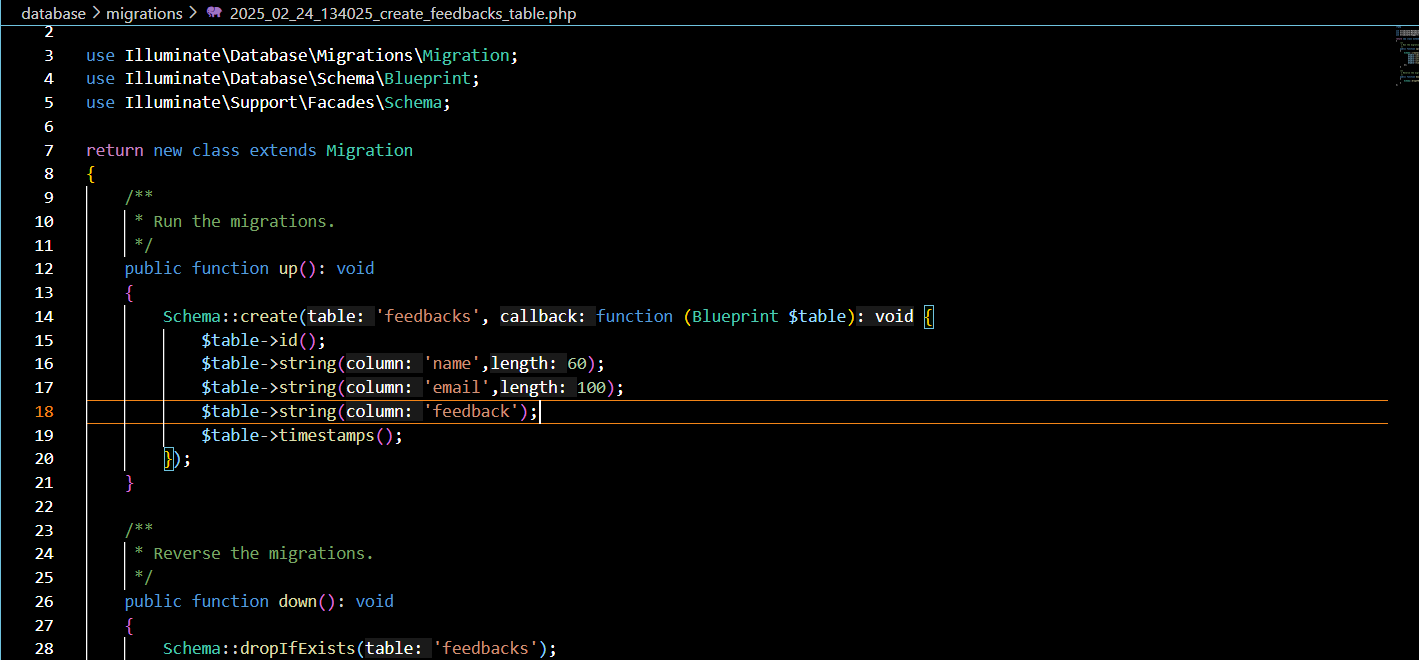 database > migrations > 2025_02_24_134025_create_feedbacks_table.php
2
3 use Illuminate\Database\Migrations\Migration;
4 use Illuminate\Database\Schema\Blueprint;
5 use Illuminate\Support\Facades\Schema;
6
7 return new class extends Migration
8 {
9 /**
10 * Run the migrations.
11 */
12 public function up(): void
13 {
14 Schema::create(table: 'feedbacks', callback: function (Blueprint $table): void {
15 $table->id();
16 $table->string(column: 'name',length: 60);
17 $table->string(column: 'email',length: 100);
18 $table->string(column: 'feedback');
19 $table->timestamps();
20 });
21 }
22
23 /**
24 * Reverse the migrations.
25 */
26 public function down(): void
27 {
28 Schema::dropIfExists(table: 'feedbacks');